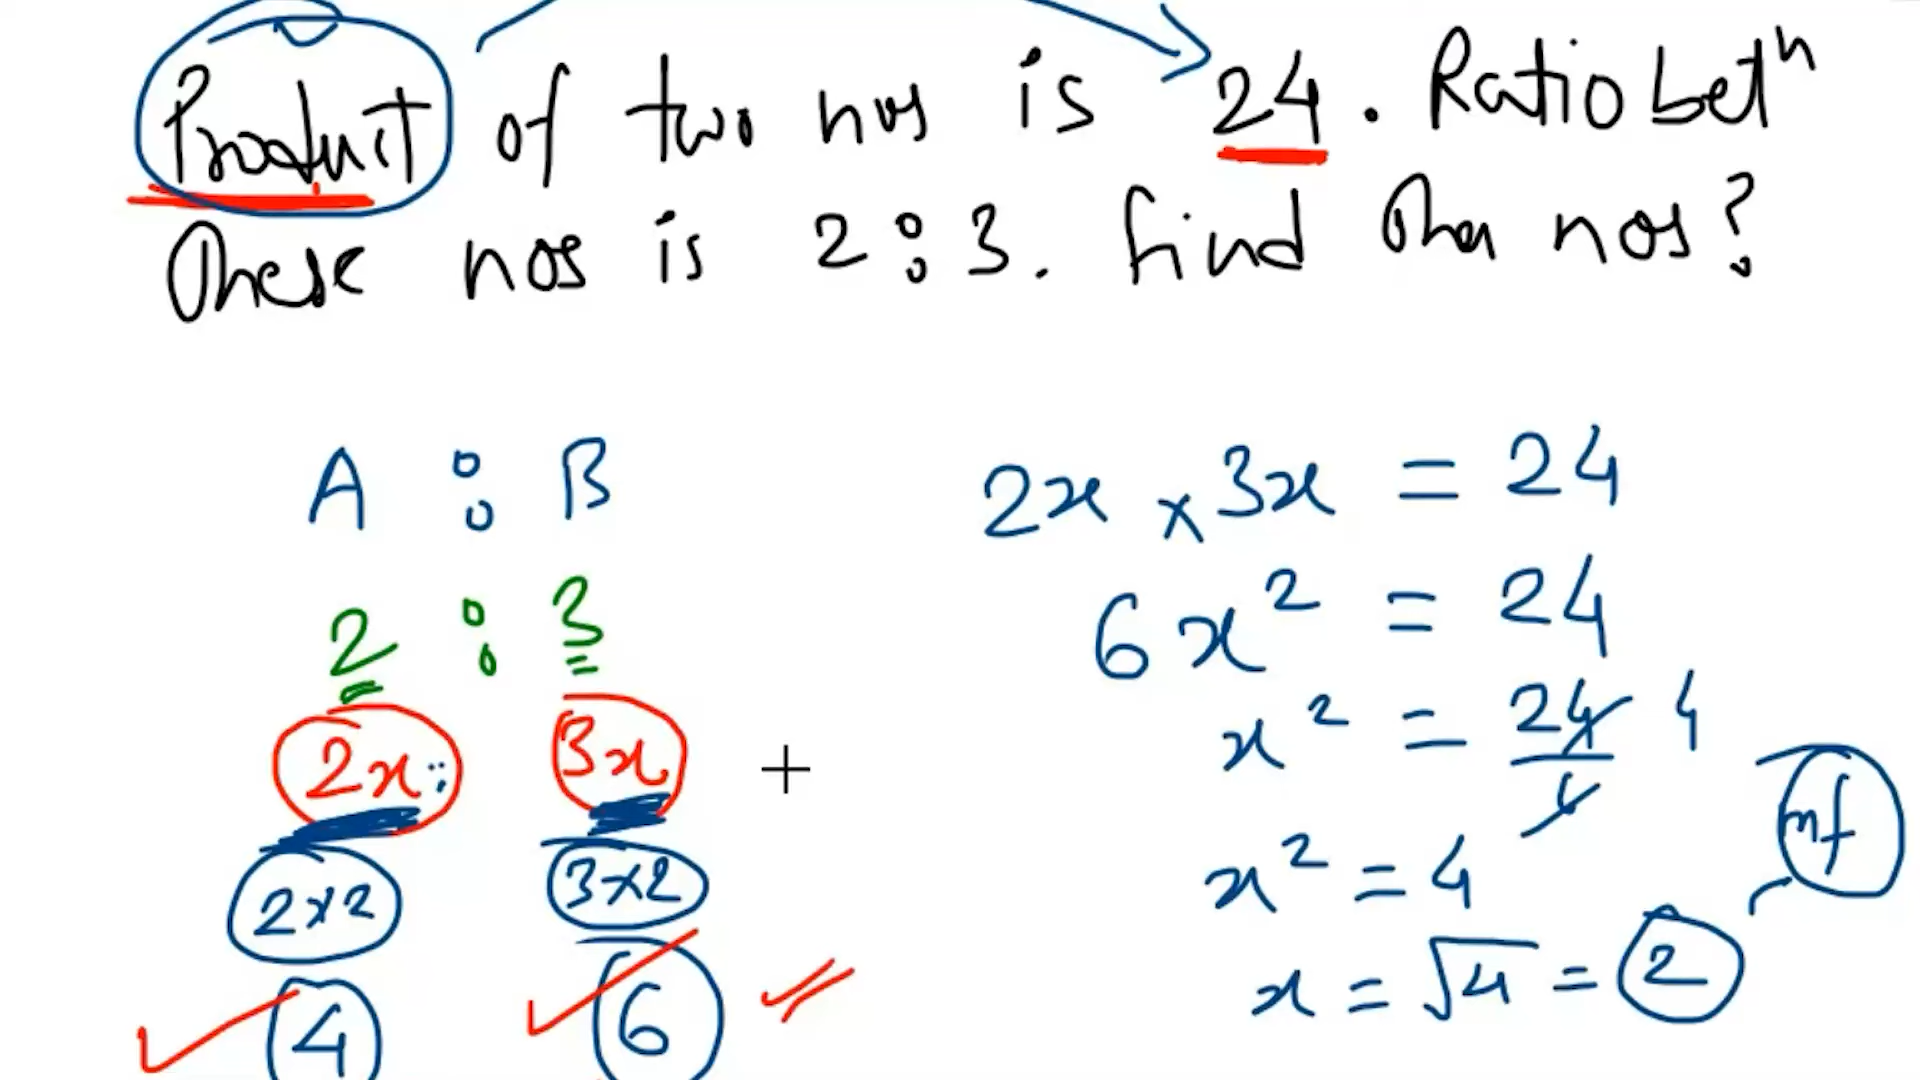 Product of two nos is 24. Ratio betⁿ
these nos is 2:3. find the nos?
A : B
2 : 3
2x : 3x
2×2 3×2
4 6
2x × 3x = 24
6x² = 24
x² = 24/6 4
x² = 4
x = √4 = 2
mf